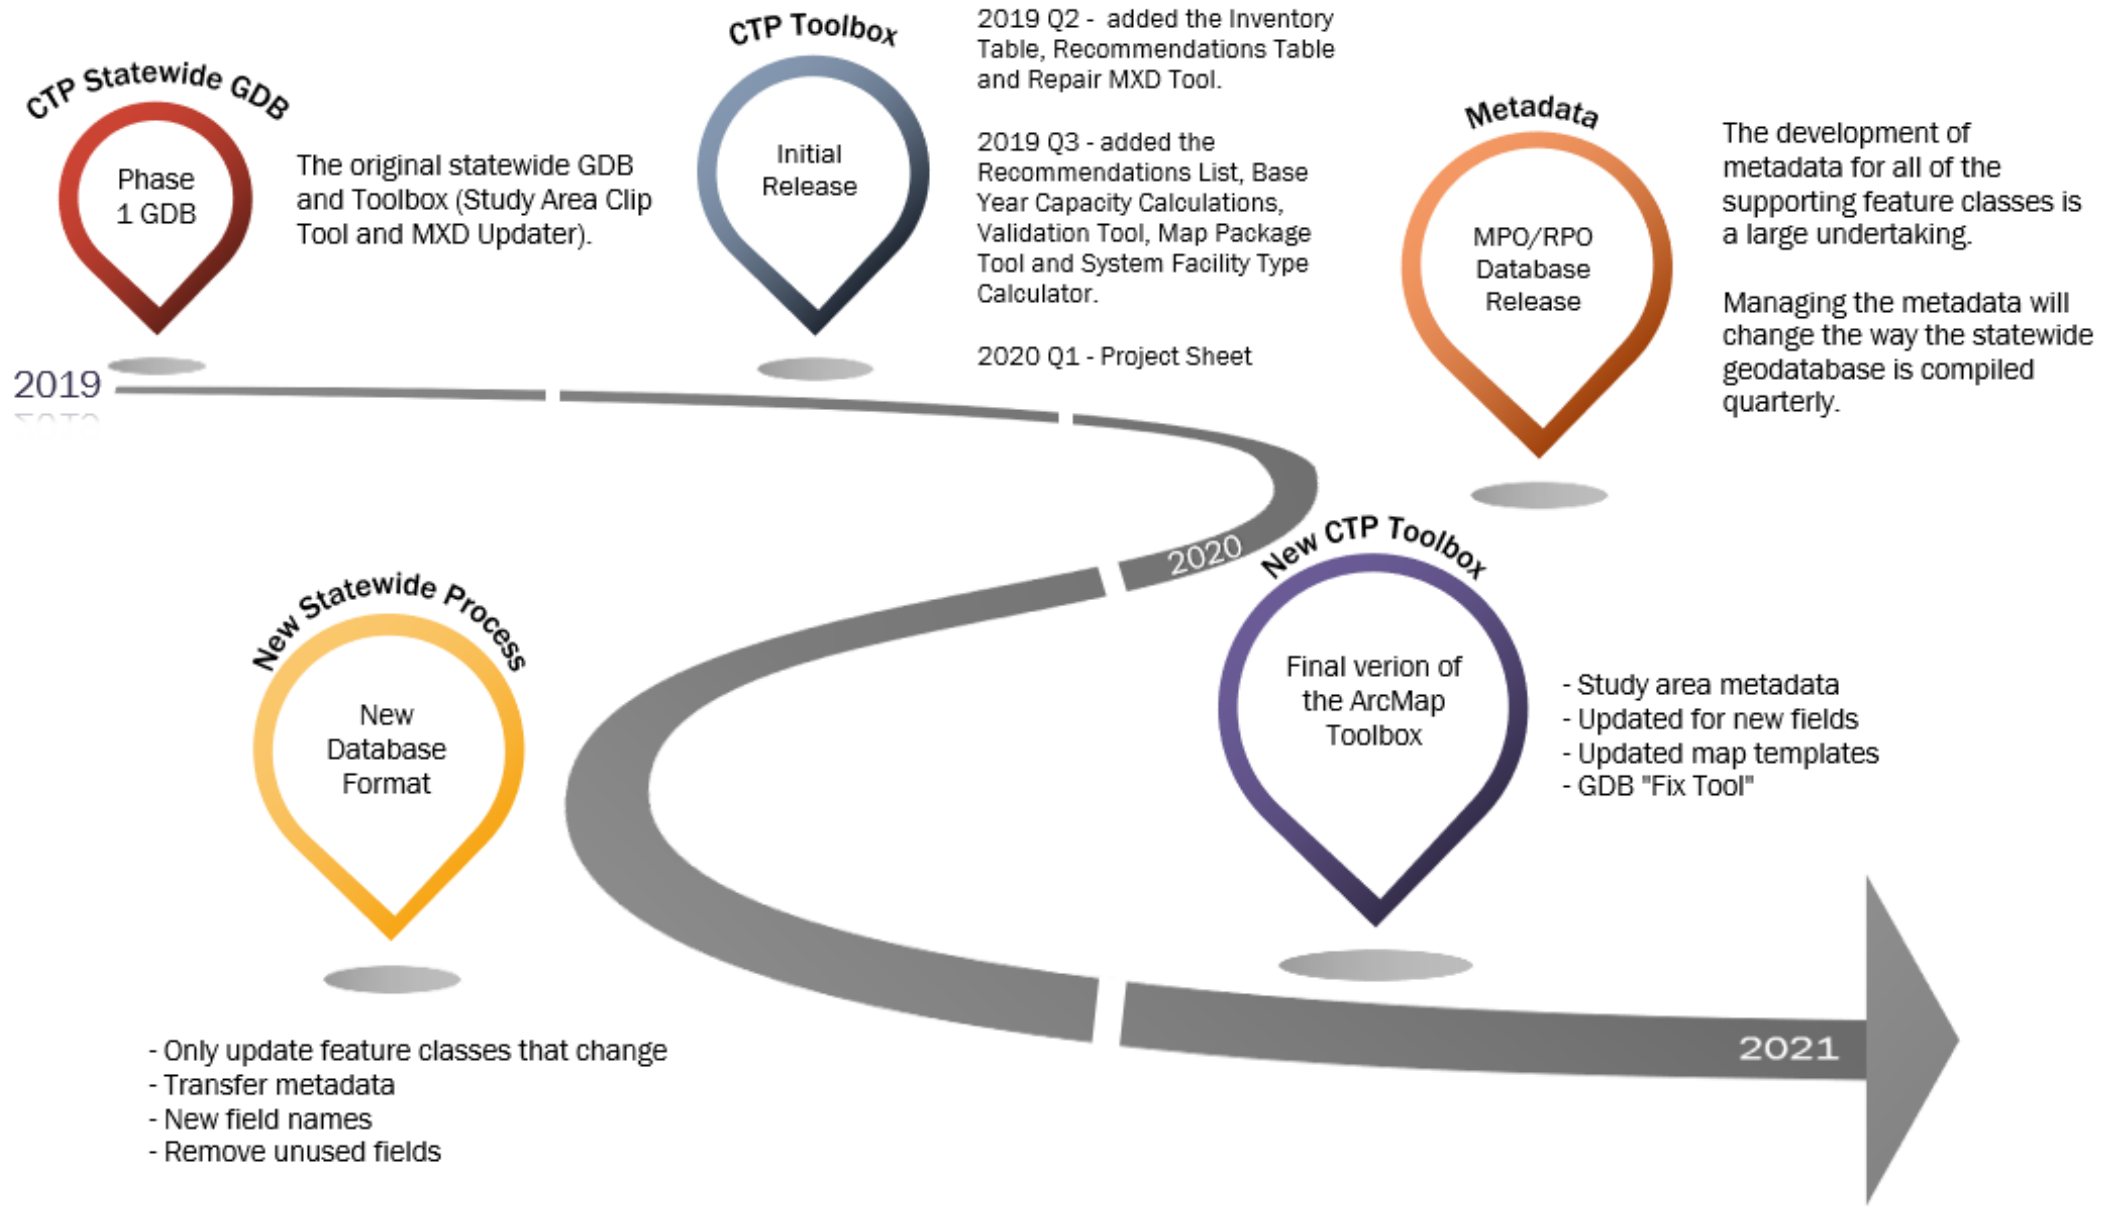 CTP Statewide GDB
Phase
1 GDB
The original statewide GDB
and Toolbox (Study Area Clip
Tool and MXD Updater).
CTP Toolbox
Initial
Release
2019 Q2 - added the Inventory
Table, Recommendations Table
and Repair MXD Tool.
2019 Q3 - added the
Recommendations List, Base
Year Capacity Calculations,
Validation Tool, Map Package
Tool and System Facility Type
Calculator.
2020 Q1 - Project Sheet
Metadata
MPO/RPO
Database
Release
The development of
metadata for all of the
supporting feature classes is
a large undertaking.
Managing the metadata will
change the way the statewide
geodatabase is compiled
quarterly.
2019
2020
New Statewide Process
New
Database
Format
- Only update feature classes that change
- Transfer metadata
- New field names
- Remove unused fields
New CTP Toolbox
Final verion of
the ArcMap
Toolbox
- Study area metadata
- Updated for new fields
- Updated map templates
- GDB "Fix Tool"
2021